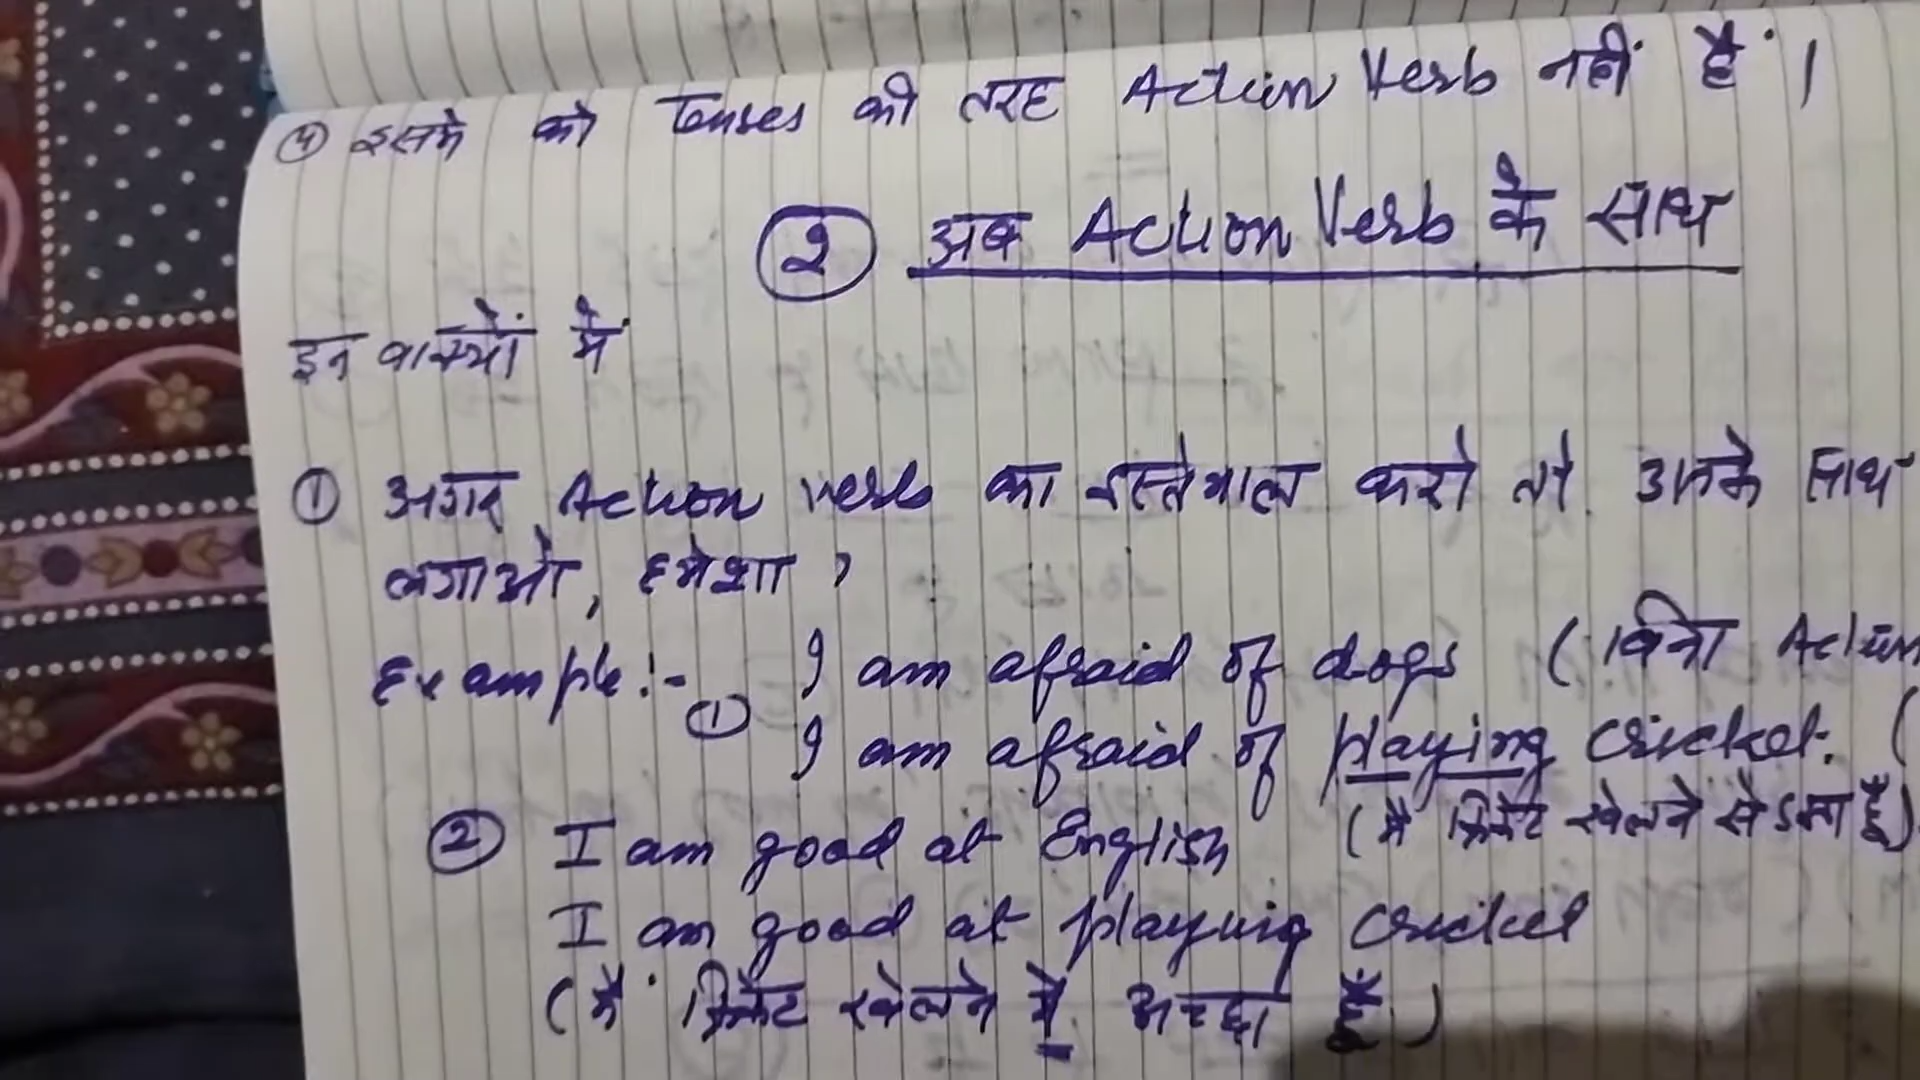 ④ इसमे को Tenses की तरह Action Verb नहीं है ।
② अब Action Verb के साथ
इन वाक्यों में
① अगर Action verb का इस्तेमाल करो तो उनके साथ
लगाओ, हमेशा ,
Example :-
① I am afraid of dogs (बिना Action
I am afraid of playing cricket. (
(मैं क्रिकेट खेलने से डरता हूँ)
② I am good at English
I am good at playing cricket
(मैं क्रिकेट खेलने में अच्छा हूँ)